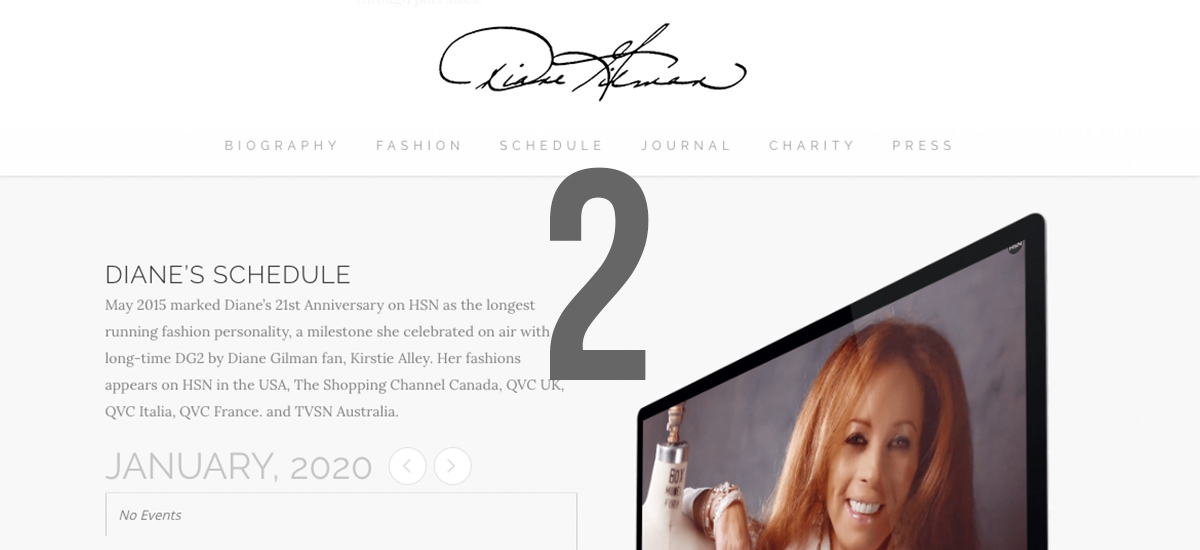 Diane Gilman
BIOGRAPHY FASHION SCHEDULE JOURNAL CHARITY PRESS
2
DIANE’S SCHEDULE
May 2015 marked Diane’s 21st Anniversary on HSN as the longest
running fashion personality, a milestone she celebrated on air with
long-time DG2 by Diane Gilman fan, Kirstie Alley. Her fashions
appears on HSN in the USA, The Shopping Channel Canada, QVC UK,
QVC Italia, QVC France. and TVSN Australia.
JANUARY, 2020
No Events
HSN